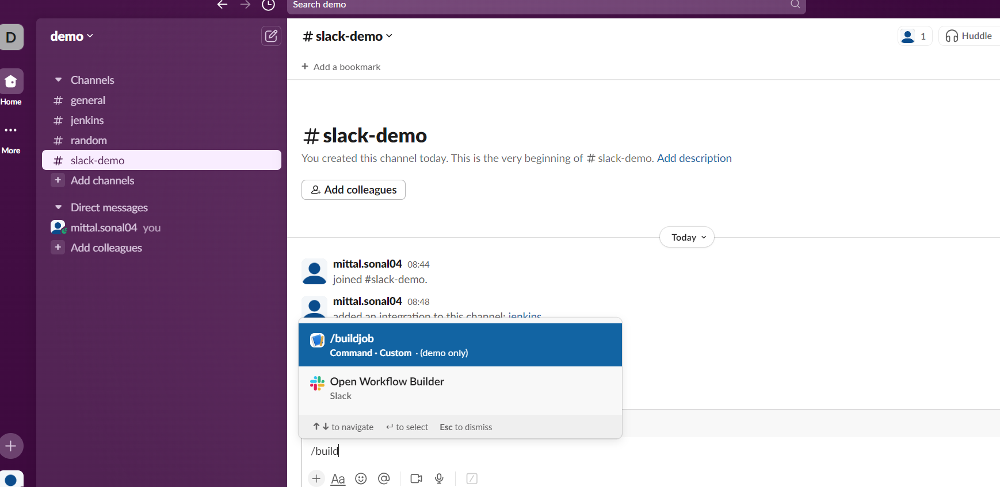 Search demo
D
demo
Home
More
Channels
# general
# jenkins
# random
# slack-demo
+ Add channels
Direct messages
mittal.sonal04 you
+ Add colleagues
# slack-demo
1
Huddle
+ Add a bookmark
# slack-demo
You created this channel today. This is the very beginning of # slack-demo. Add description
Add colleagues
Today
mittal.sonal04 08:44
joined #slack-demo.
mittal.sonal04 08:48
added an integration to this channel: jenkins
/buildjob
Command • Custom · (demo only)
Open Workflow Builder
Slack
↑ ↓ to navigate ↵ to select Esc to dismiss
/build
+ Aa @